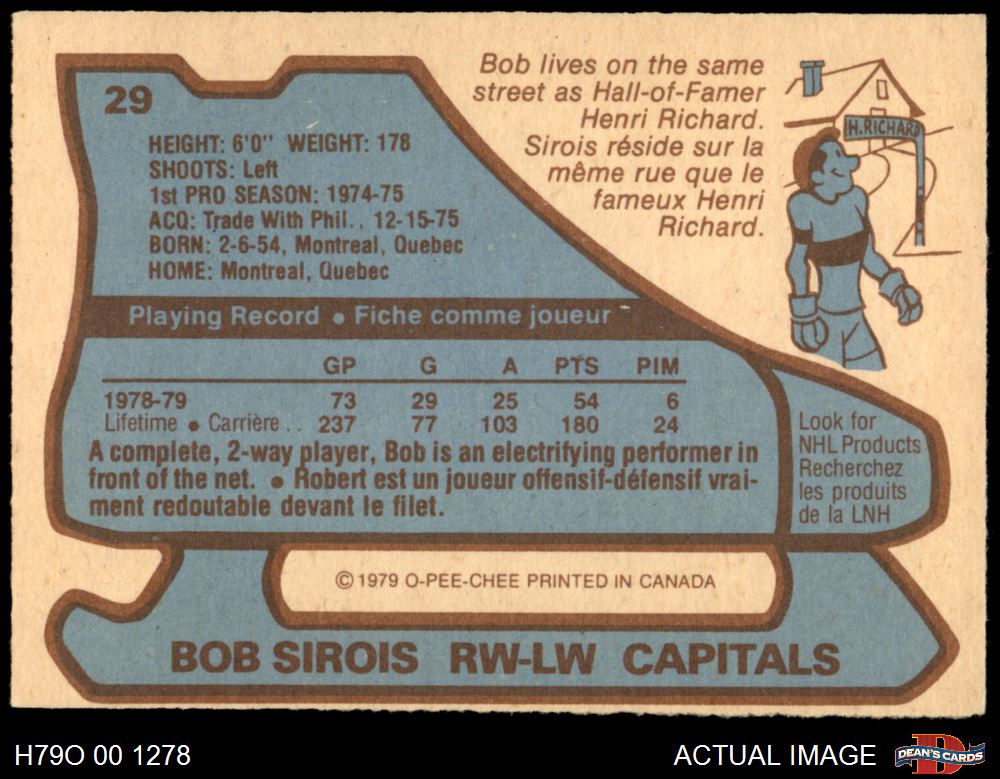 29
HEIGHT: 6'0" WEIGHT: 178
SHOOTS: Left
1st PRO SEASON: 1974-75
ACQ: Trade With Phil., 12-15-75
BORN: 2-6-54, Montreal, Quebec
HOME: Montreal, Quebec
Bob lives on the same
street as Hall-of-Famer
Henri Richard.
Sirois réside sur la
même rue que le
fameux Henri
Richard.
H. RICHARD
Playing Record • Fiche comme joueur
GP G A PTS PIM
1978-79 73 29 25 54 6
Lifetime • Carrière .. 237 77 103 180 24
A complete, 2-way player, Bob is an electrifying performer in
front of the net. • Robert est un joueur offensif-défensif vrai-
ment redoutable devant le filet.
Look for
NHL Products
Recherchez
les produits
de la LNH
© 1979 O-PEE-CHEE PRINTED IN CANADA
BOB SIROIS RW-LW CAPITALS
H79O 00 1278
ACTUAL IMAGE
DEAN'S CARDS